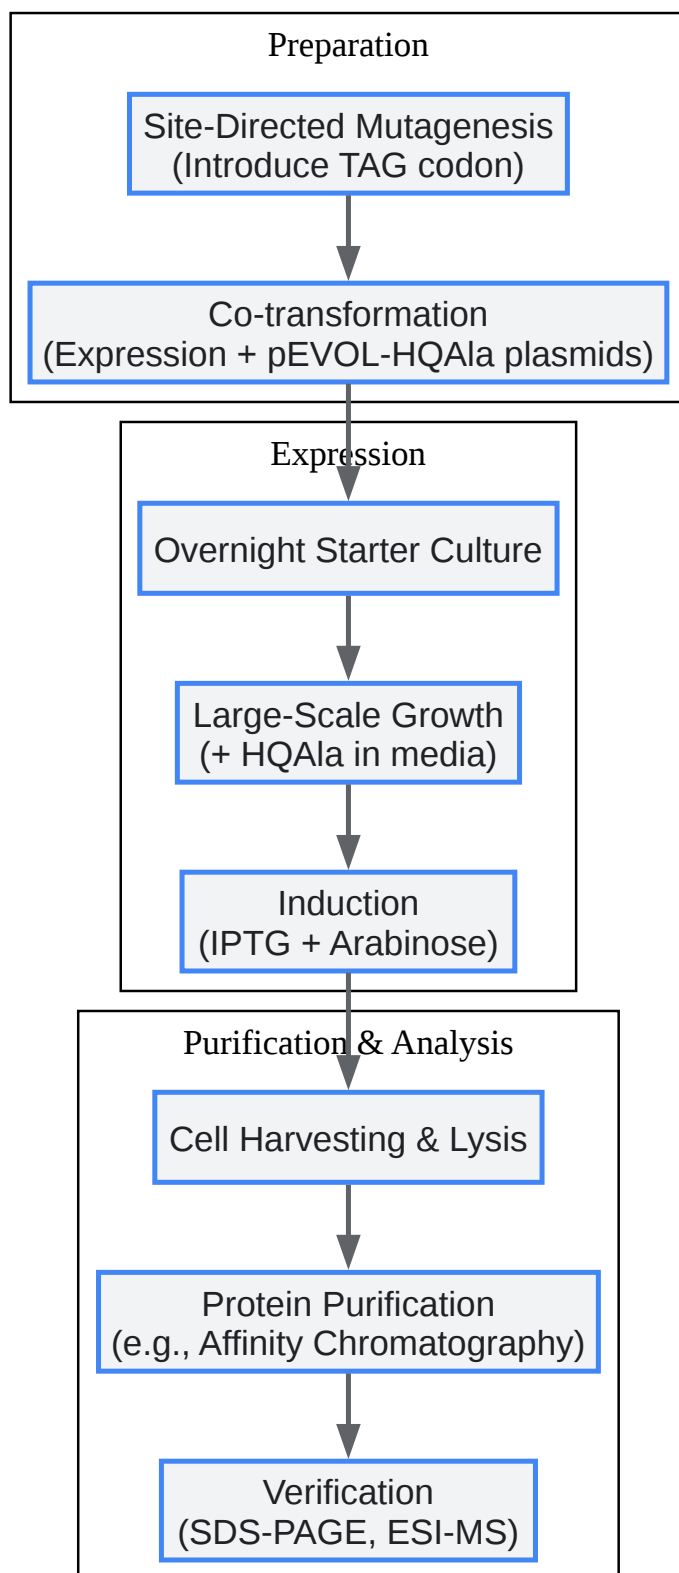 Preparation
Site-Directed Mutagenesis
(Introduce TAG codon)
Co-transformation
(Expression + pEVOL-HQAla plasmids)
Expression
Overnight Starter Culture
Large-Scale Growth
(+ HQAla in media)
Induction
(IPTG + Arabinose)
Purification & Analysis
Cell Harvesting & Lysis
Protein Purification
(e.g., Affinity Chromatography)
Verification
(SDS-PAGE, ESI-MS)